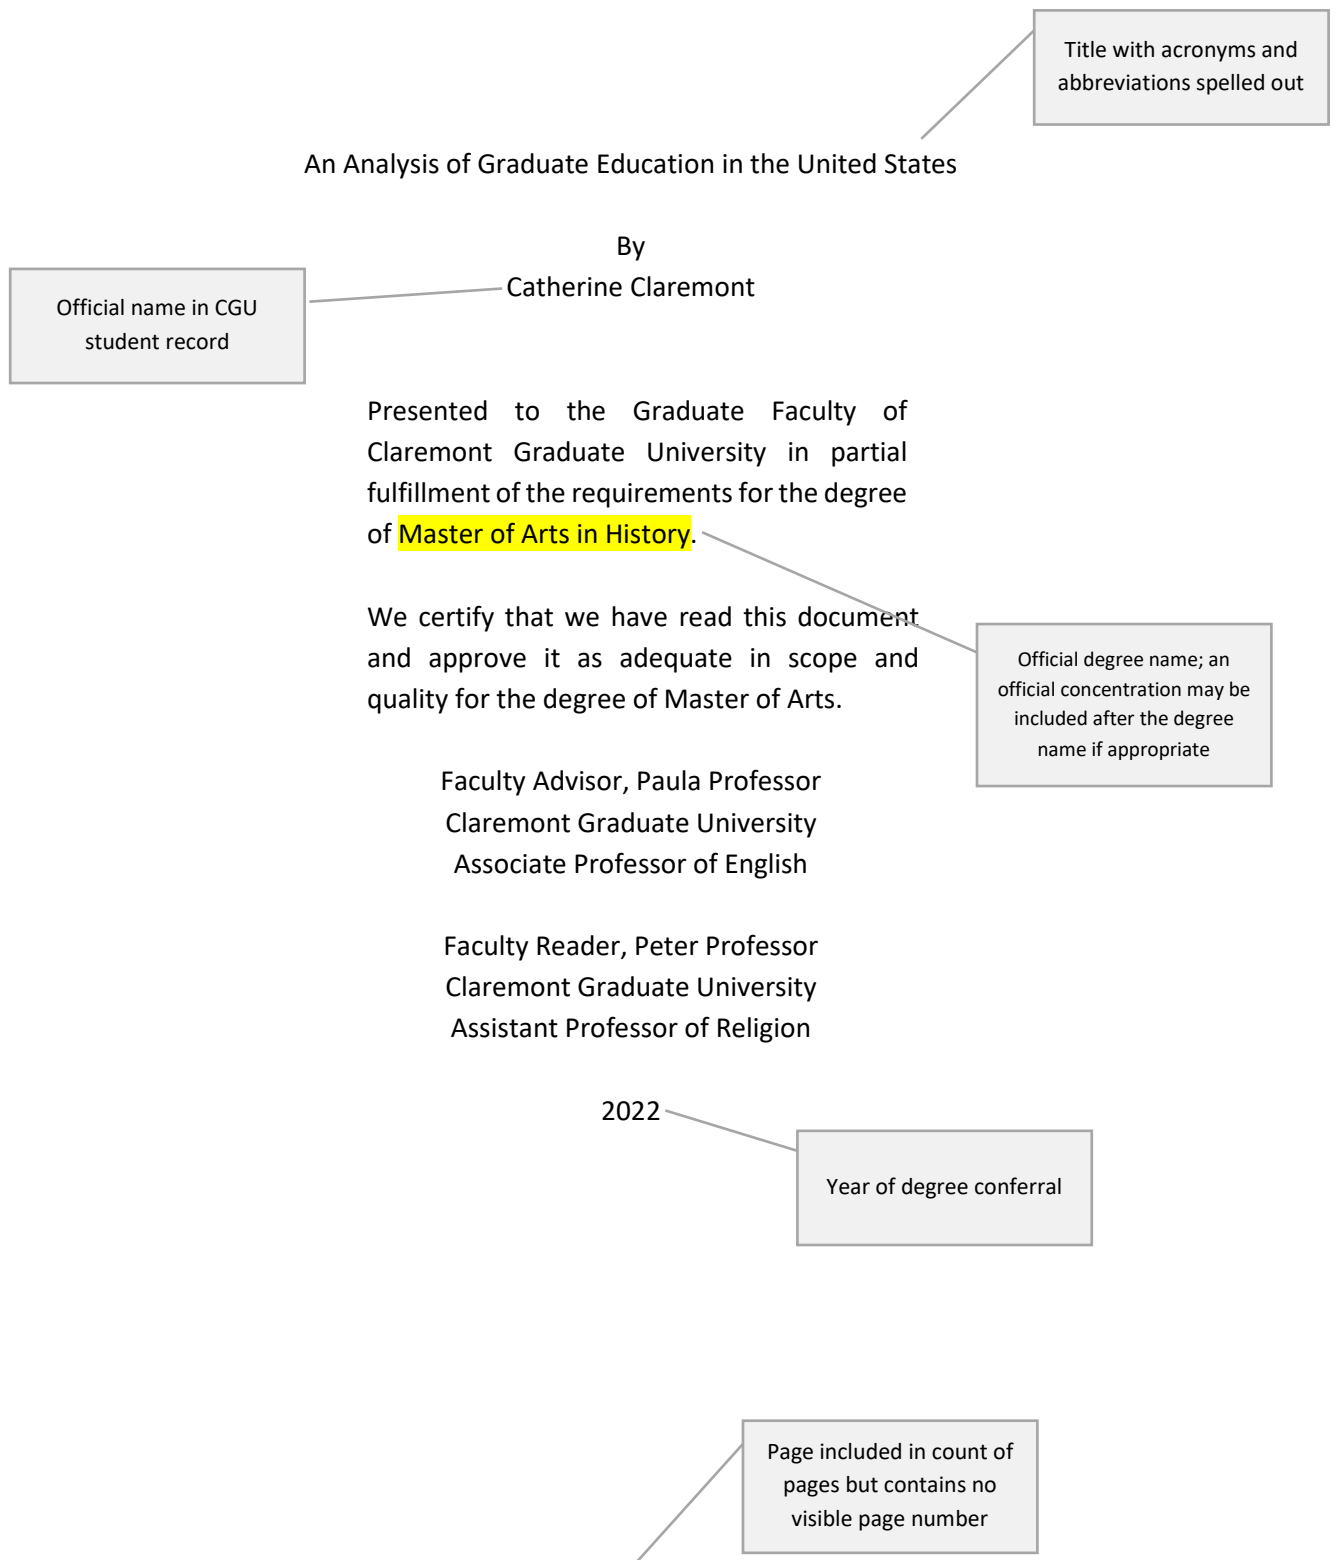 Title with acronyms and
abbreviations spelled out
An Analysis of Graduate Education in the United States
By
Catherine Claremont
Official name in CGU
student record
Presented to the Graduate Faculty of
Claremont Graduate University in partial
fulfillment of the requirements for the degree
of Master of Arts in History.
We certify that we have read this document
and approve it as adequate in scope and
quality for the degree of Master of Arts.
Official degree name; an
official concentration may be
included after the degree
name if appropriate
Faculty Advisor, Paula Professor
Claremont Graduate University
Associate Professor of English
Faculty Reader, Peter Professor
Claremont Graduate University
Assistant Professor of Religion
2022
Year of degree conferral
Page included in count of
pages but contains no
visible page number